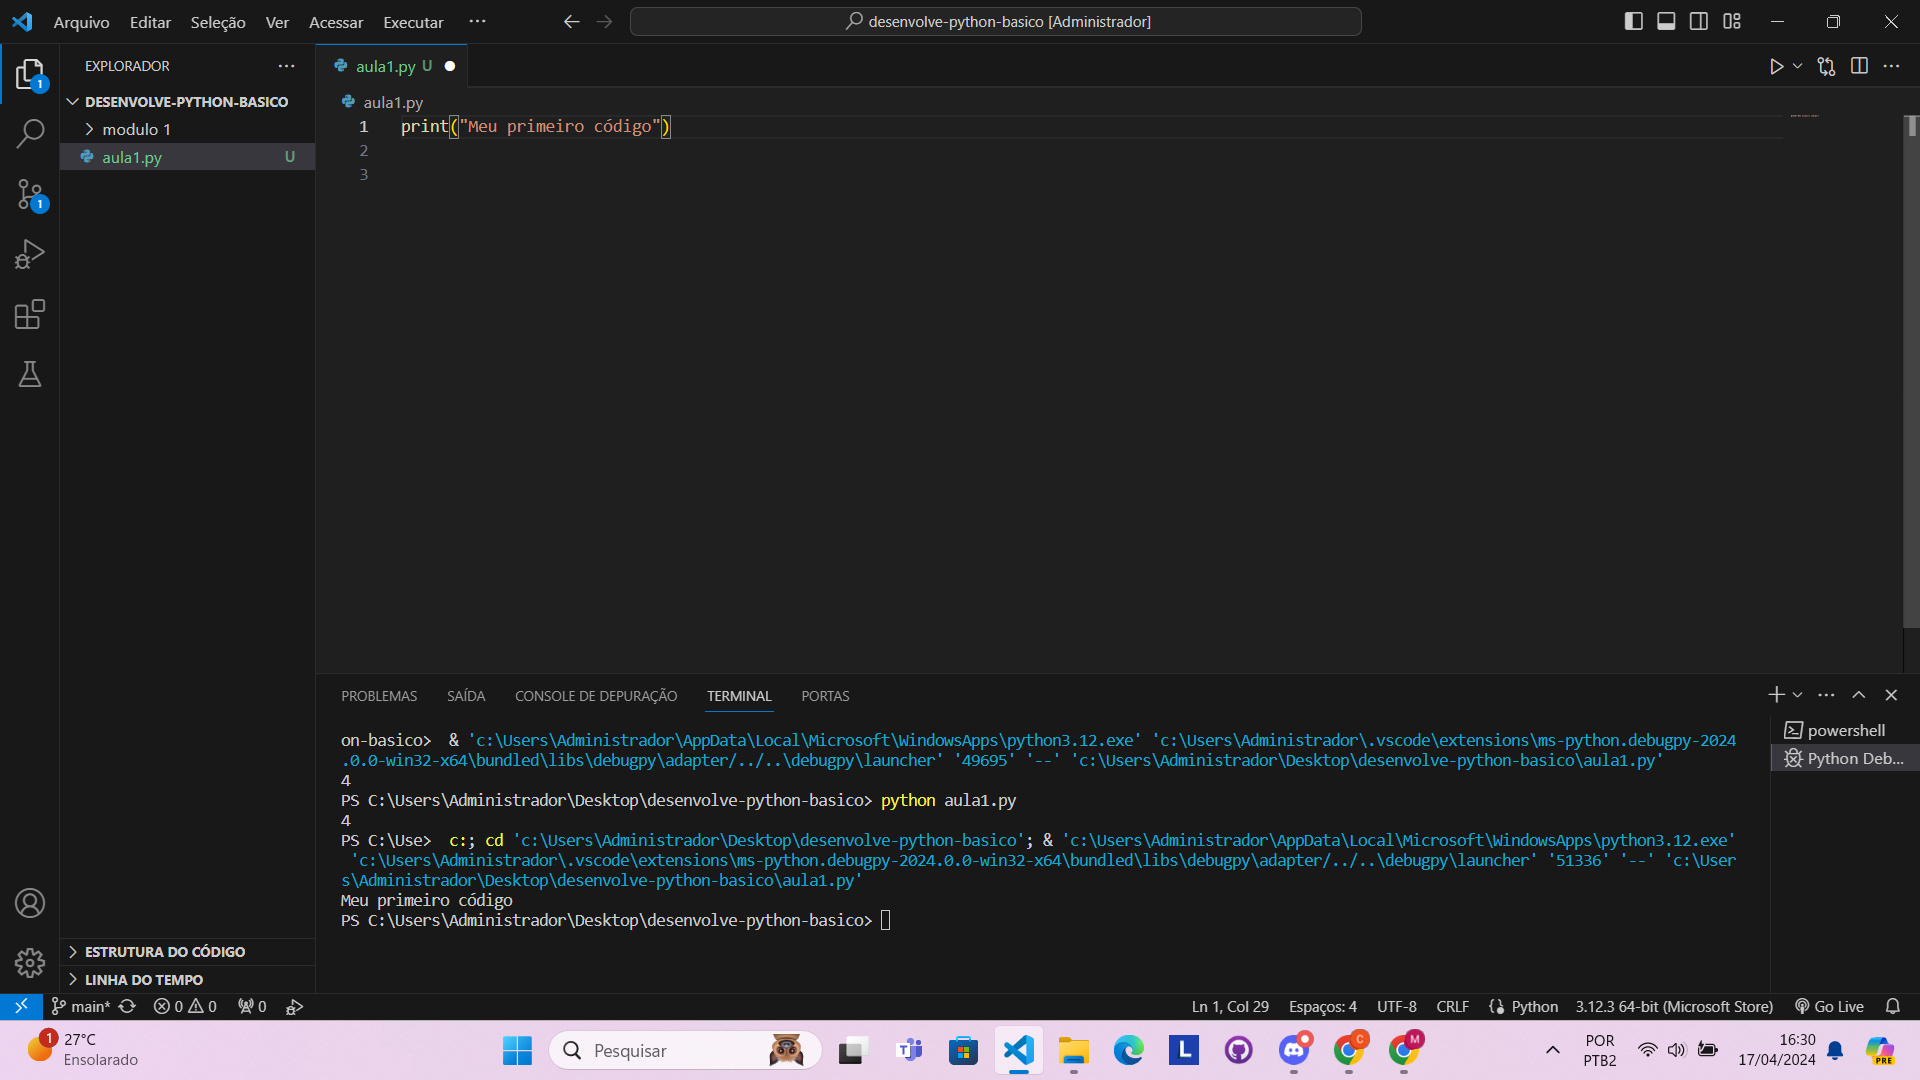 Arquivo Editar Seleção Ver Acessar Executar ··· desenvolve-python-basico [Administrador]
EXPLORADOR ···
1
DESENVOLVE-PYTHON-BASICO
modulo 1
aula1.py U
1
aula1.py U
aula1.py
1 print("Meu primeiro código")
2
3
PROBLEMAS SAÍDA CONSOLE DE DEPURAÇÃO TERMINAL PORTAS
on-basico>  & 'c:\Users\Administrador\AppData\Local\Microsoft\WindowsApps\python3.12.exe' 'c:\Users\Administrador\.vscode\extensions\ms-python.debugpy-2024
.0.0-win32-x64\bundled\libs\debugpy\adapter/../..\debugpy\launcher' '49695' '--' 'c:\Users\Administrador\Desktop\desenvolve-python-basico\aula1.py'
4
PS C:\Users\Administrador\Desktop\desenvolve-python-basico> python aula1.py
4
PS C:\Use>  c:; cd 'c:\Users\Administrador\Desktop\desenvolve-python-basico'; & 'c:\Users\Administrador\AppData\Local\Microsoft\WindowsApps\python3.12.exe'
'c:\Users\Administrador\.vscode\extensions\ms-python.debugpy-2024.0.0-win32-x64\bundled\libs\debugpy\adapter/../..\debugpy\launcher' '51336' '--' 'c:\User
s\Administrador\Desktop\desenvolve-python-basico\aula1.py'
Meu primeiro código
PS C:\Users\Administrador\Desktop\desenvolve-python-basico>
powershell
Python Deb...
ESTRUTURA DO CÓDIGO
LINHA DO TEMPO
main* 0 0 0 Ln 1, Col 29 Espaços: 4 UTF-8 CRLF Python 3.12.3 64-bit (Microsoft Store) Go Live
1 27°C
Ensolarado
Pesquisar
T
L
C
M
POR
PTB2
16:30
17/04/2024
PRE